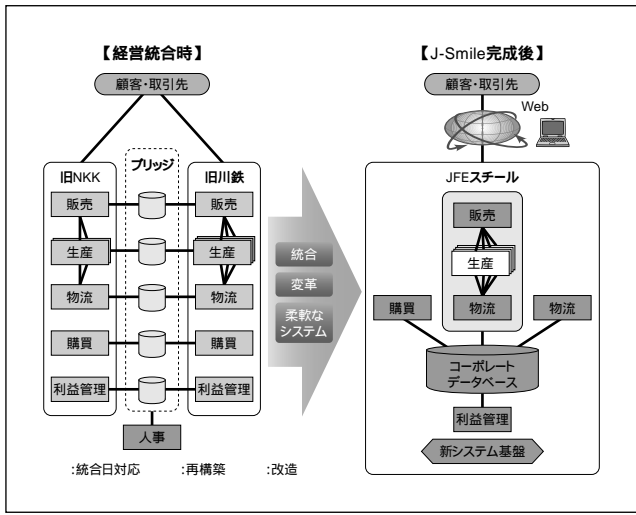 【経営統合時】
顧客・取引先
旧NKK
ブリッジ
旧川鉄
販売
販売
生産
生産
物流
物流
購買
購買
利益管理
利益管理
人事
:統合日対応 :再構築 :改造
統合
変革
柔軟な
システム
【J-Smile完成後】
顧客・取引先
Web
JFEスチール
販売
生産
購買
物流
物流
コーポレート
データベース
利益管理
新システム基盤